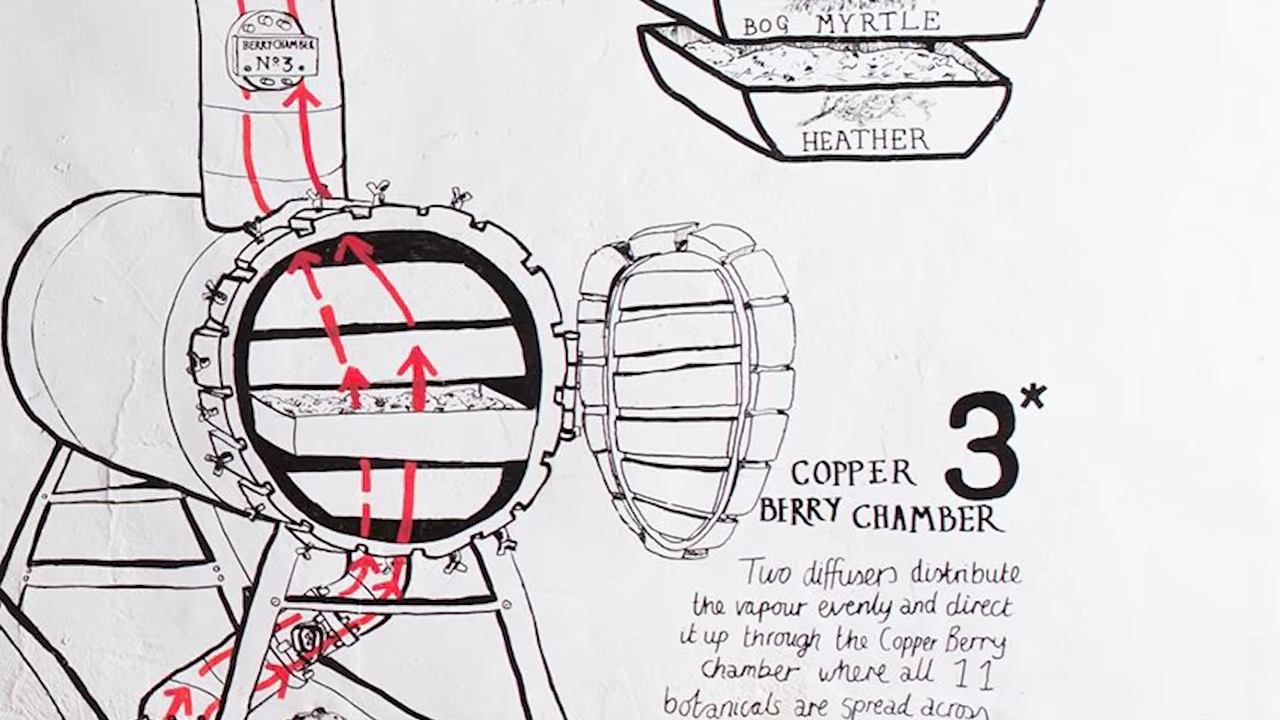 BOG MYRTLE
HEATHER
BERRY CHAMBER
Nº3.
3*
COPPER
BERRY CHAMBER
Two diffusers distribute
the vapour evenly and direct
it up through the Copper Berry
Chamber where all 11
botanicals are spread across